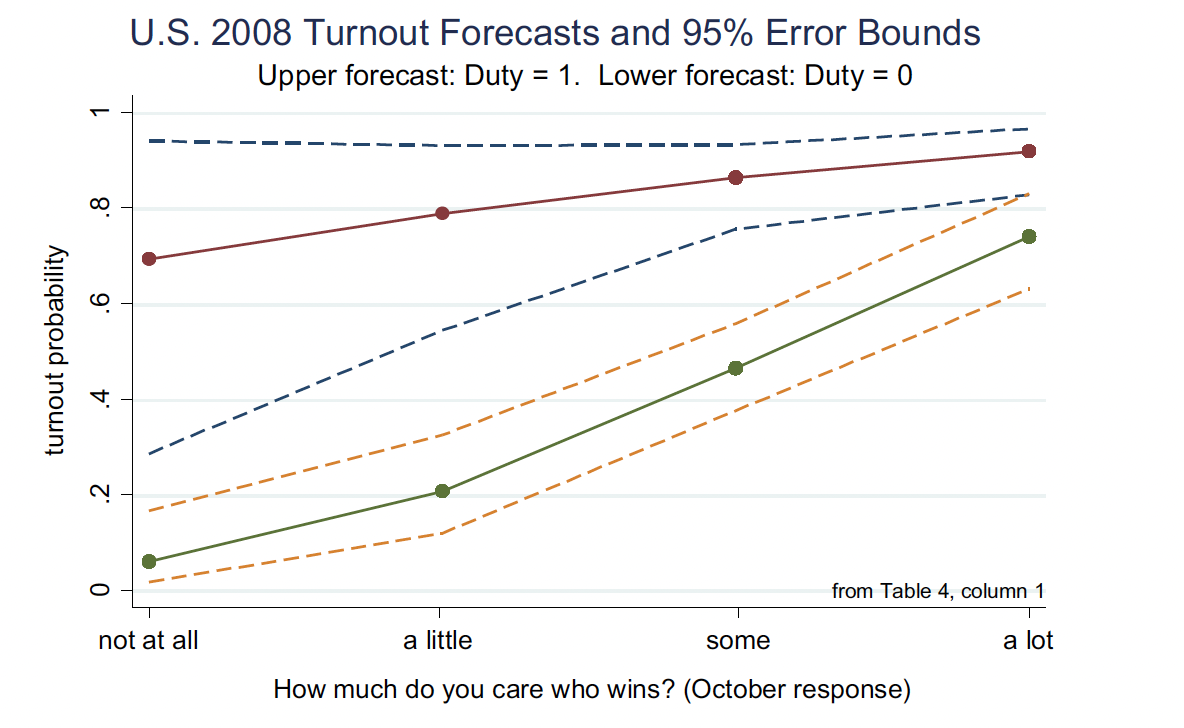 U.S. 2008 Turnout Forecasts and 95% Error Bounds
Upper forecast: Duty = 1.  Lower forecast: Duty = 0
turnout probability
1
.8
.6
.4
.2
0
from Table 4, column 1
not at all
a little
some
a lot
How much do you care who wins? (October response)